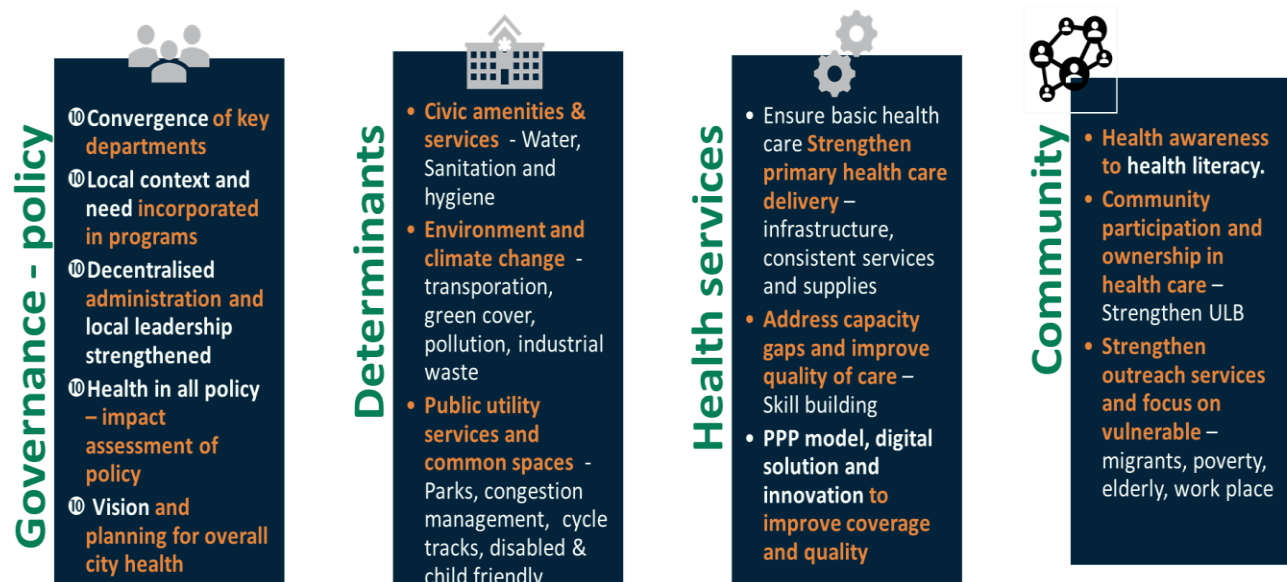 Governance - policy
❿Convergence of key
departments
❿Local context and
need incorporated
in programs
❿Decentralised
administration and
local leadership
strengthened
❿Health in all policy
– impact
assessment of
policy
❿ Vision and
planning for overall
city health
Determinants
• Civic amenities &
services - Water,
Sanitation and
hygiene
• Environment and
climate change -
transporation,
green cover,
pollution, industrial
waste
• Public utility
services and
common spaces -
Parks, congestion
management, cycle
tracks, disabled &
child friendly
Health services
• Ensure basic health
care Strengthen
primary health care
delivery –
infrastructure,
consistent services
and supplies
• Address capacity
gaps and improve
quality of care –
Skill building
• PPP model, digital
solution and
innovation to
improve coverage
and quality
Community
• Health awareness
to health literacy.
• Community
participation and
ownership in
health care –
Strengthen ULB
• Strengthen
outreach services
and focus on
vulnerable –
migrants, poverty,
elderly, work place